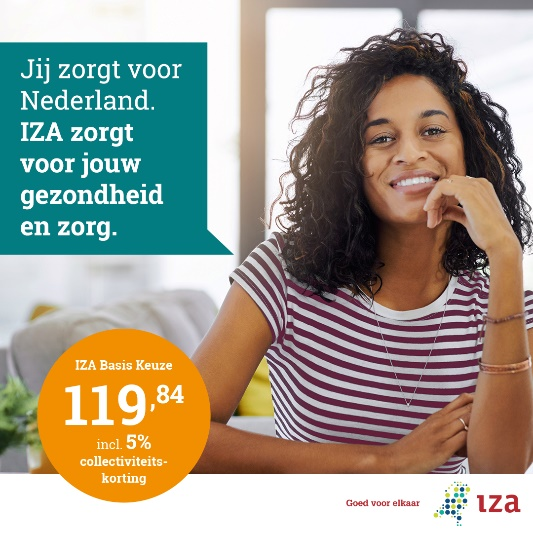 Jij zorgt voor
Nederland.
IZA zorgt
voor jouw
gezondheid
en zorg.
IZA Basis Keuze
119,84
incl. 5%
collectiviteits-
korting
Goed voor elkaar
iza